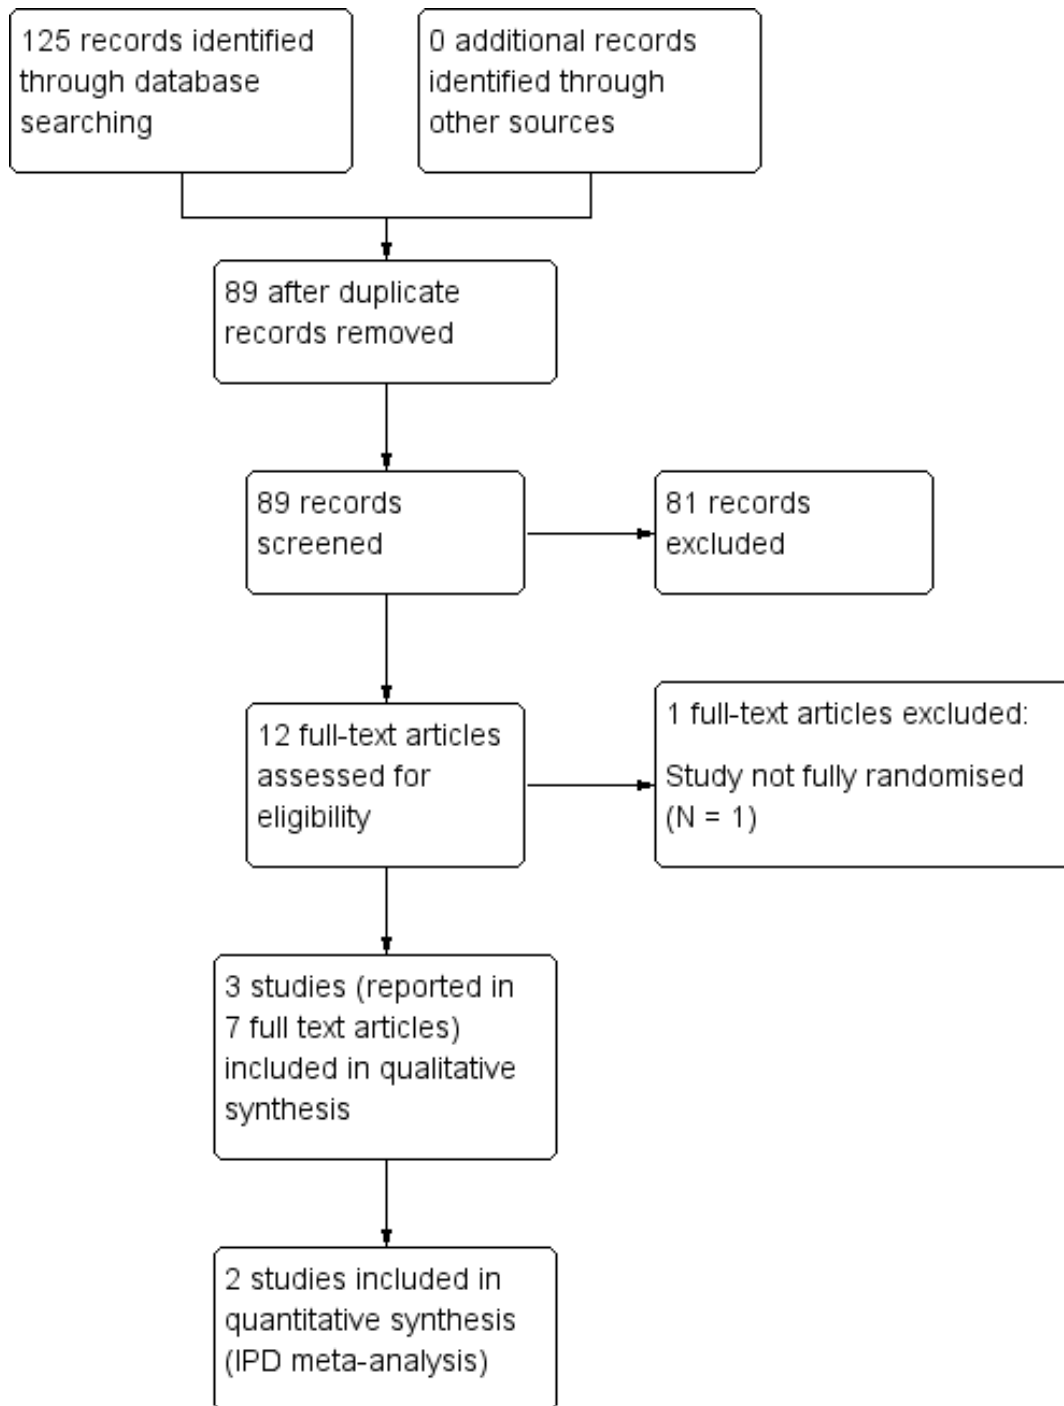 125 records identified
through database
searching
0 additional records
identified through
other sources
89 after duplicate
records removed
89 records
screened
81 records
excluded
12 full-text articles
assessed for
eligibility
1 full-text articles excluded:
Study not fully randomised
(N = 1)
3 studies (reported in
7 full text articles)
included in qualitative
synthesis
2 studies included in
quantitative synthesis
(IPD meta-analysis)